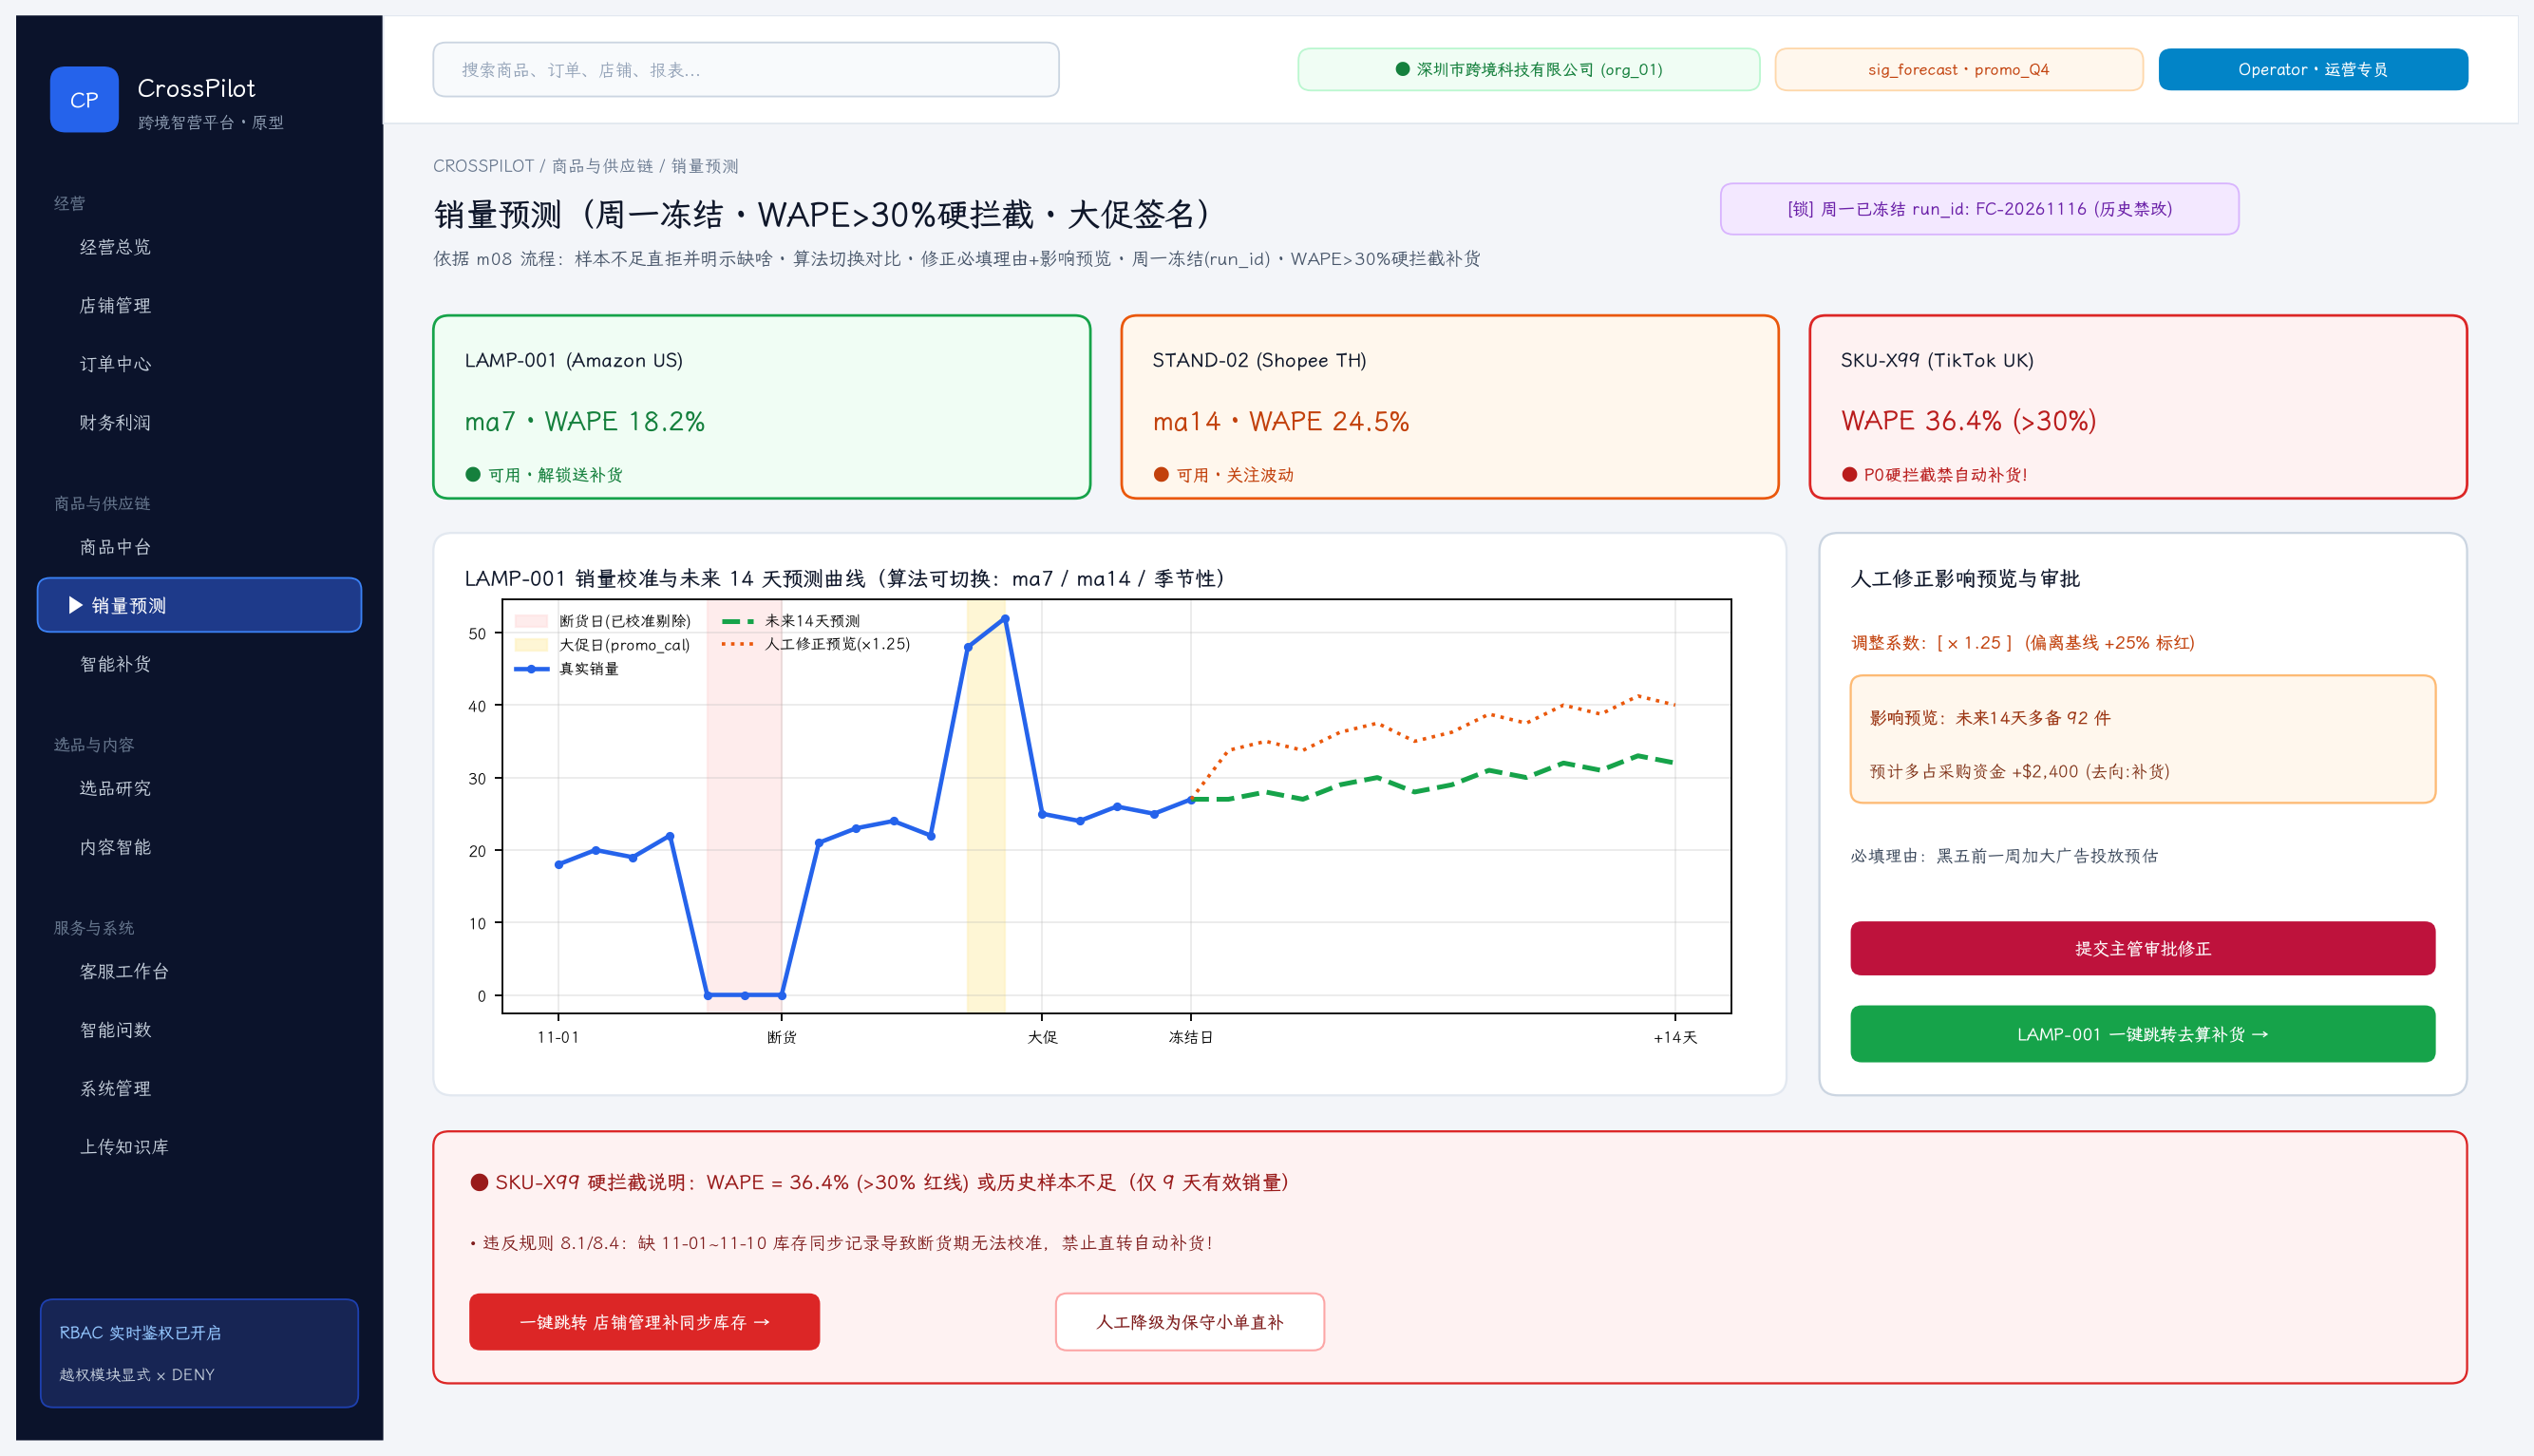 CP
CrossPilot
跨境智营平台・原型
经营
经营总览
店铺管理
订单中心
财务利润
商品与供应链
商品中台
▶ 销量预测
智能补货
选品与内容
选品研究
内容智能
服务与系统
客服工作台
智能问数
系统管理
上传知识库
RBAC 实时鉴权已开启
越权模块显式 × DENY
搜索商品、订单、店铺、报表...
● 深圳市跨境科技有限公司 (org_01)
sig_forecast・promo_Q4
Operator・运营专员
CROSSPILOT / 商品与供应链 / 销量预测
销量预测（周一冻结・WAPE>30%硬拦截・大促签名）
[锁] 周一已冻结 run_id: FC-20261116 (历史禁改)
依据 m08 流程：样本不足直拒并明示缺啥・算法切换对比・修正必填理由+影响预览・周一冻结(run_id)・WAPE>30%硬拦截补货
LAMP-001 (Amazon US)
ma7・WAPE 18.2%
● 可用・解锁送补货
STAND-02 (Shopee TH)
ma14・WAPE 24.5%
● 可用・关注波动
SKU-X99 (TikTok UK)
WAPE 36.4% (>30%)
● P0硬拦截禁自动补货!
LAMP-001 销量校准与未来 14 天预测曲线（算法可切换：ma7 / ma14 / 季节性）
断货日(已校准剔除)
大促日(promo_cal)
真实销量
未来14天预测
人工修正预览(×1.25)
50
40
30
20
10
0
11-01
断货
大促
冻结日
+14天
人工修正影响预览与审批
调整系数：[ × 1.25 ]（偏离基线 +25% 标红）
影响预览：未来14天多备 92 件
预计多占采购资金 +$2,400 (去向:补货)
必填理由：黑五前一周加大广告投放预估
提交主管审批修正
LAMP-001 一键跳转去算补货 →
● SKU-X99 硬拦截说明：WAPE = 36.4% (>30% 红线) 或历史样本不足（仅 9 天有效销量）
• 违反规则 8.1/8.4：缺 11-01~11-10 库存同步记录导致断货期无法校准，禁止直转自动补货!
一键跳转 店铺管理补同步库存 →
人工降级为保守小单直补